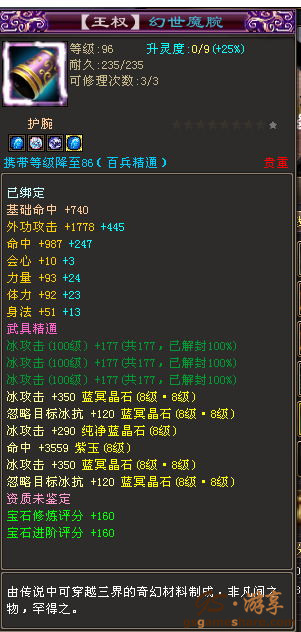 【王权】幻世魔腕
等级:96 升灵度:0/9(+25%)
耐久:235/235
可修理次数:3/3
护腕
携带等级降至86(百兵精通) 贵重
已绑定
基础命中 +740
外功攻击 +1778 +445
命中 +987 +247
会心 +10 +3
力量 +93 +24
体力 +92 +23
身法 +51 +13
武具精通
冰攻击(100级) +177(共177, 已解封100%)
冰攻击(100级) +177(共177, 已解封100%)
冰攻击(100级) +177(共177, 已解封100%)
冰攻击 +350 蓝冥晶石(8级·8级)
忽略目标冰抗 +120 蓝冥晶石(8级·8级)
冰攻击 +290 纯净蓝晶石(8级)
命中 +3559 紫玉(8级)
冰攻击 +350 蓝冥晶石(8级·8级)
忽略目标冰抗 +120 蓝冥晶石(8级·8级)
资质未鉴定
宝石修炼评分 +160
宝石进阶评分 +160
由传说中可穿越三界的奇幻材料制成，非凡间之
物，罕得之。